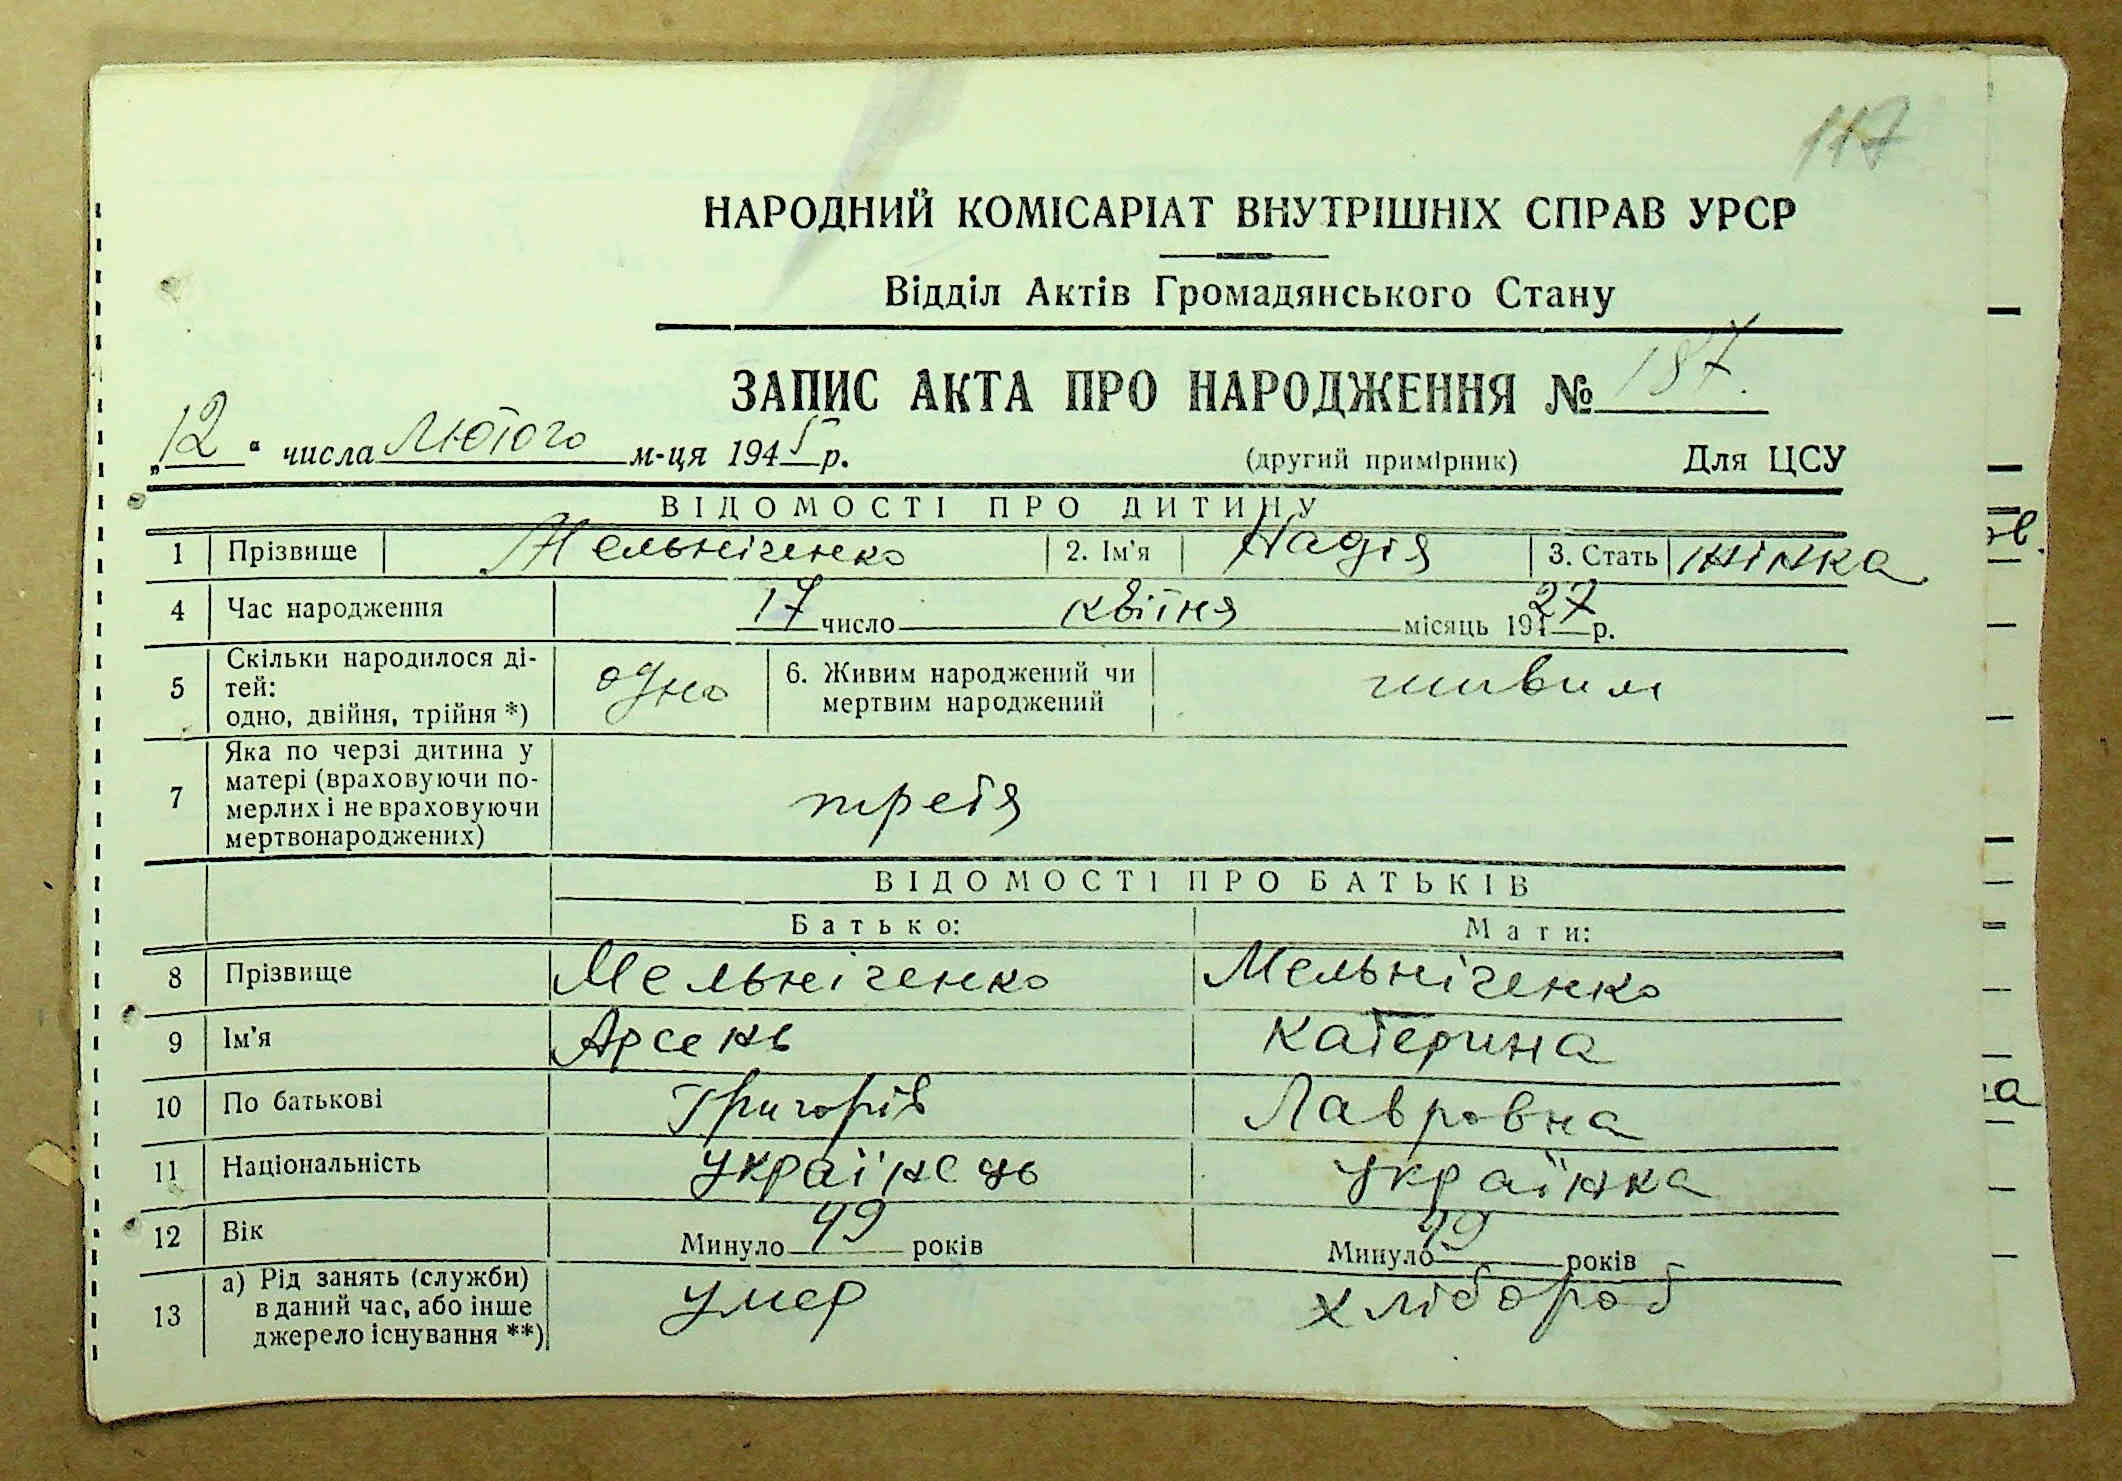 117
НАРОДНИЙ КОМІСАРІАТ ВНУТРІШНІХ СПРАВ УРСР
Відділ Актів Громадянського Стану
ЗАПИС АКТА ПРО НАРОДЖЕННЯ № 187.
„12“ числа Лютого м-ця 1945 р. (другий примірник) Для ЦСУ
ВІДОМОСТІ ПРО ДИТИНУ
1 Прізвище Мельніченко 2. Ім'я Надія 3. Стать жінка
4 Час народження 17 число квітня місяць 1927 р.
5 Скільки народилося ді-
тей:
одно, двійня, трійня *) одно 6. Живим народжений чи
мертвим народжений живим
7 Яка по черзі дитина у
матері (враховуючи по-
мерлих і не враховуючи
мертвонароджених) третя
ВІДОМОСТІ ПРО БАТЬКІВ
Батько: Мати:
8 Прізвище Мельніченко Мельніченко
9 Ім'я Арсень Катерина
10 По батькові Григорів Лавровна
11 Національність українець українка
12 Вік Минуло 49 років Минуло 49 років
13 а) Рід занять (служби)
в даний час, або інше
джерело існування **) умер хлібороб